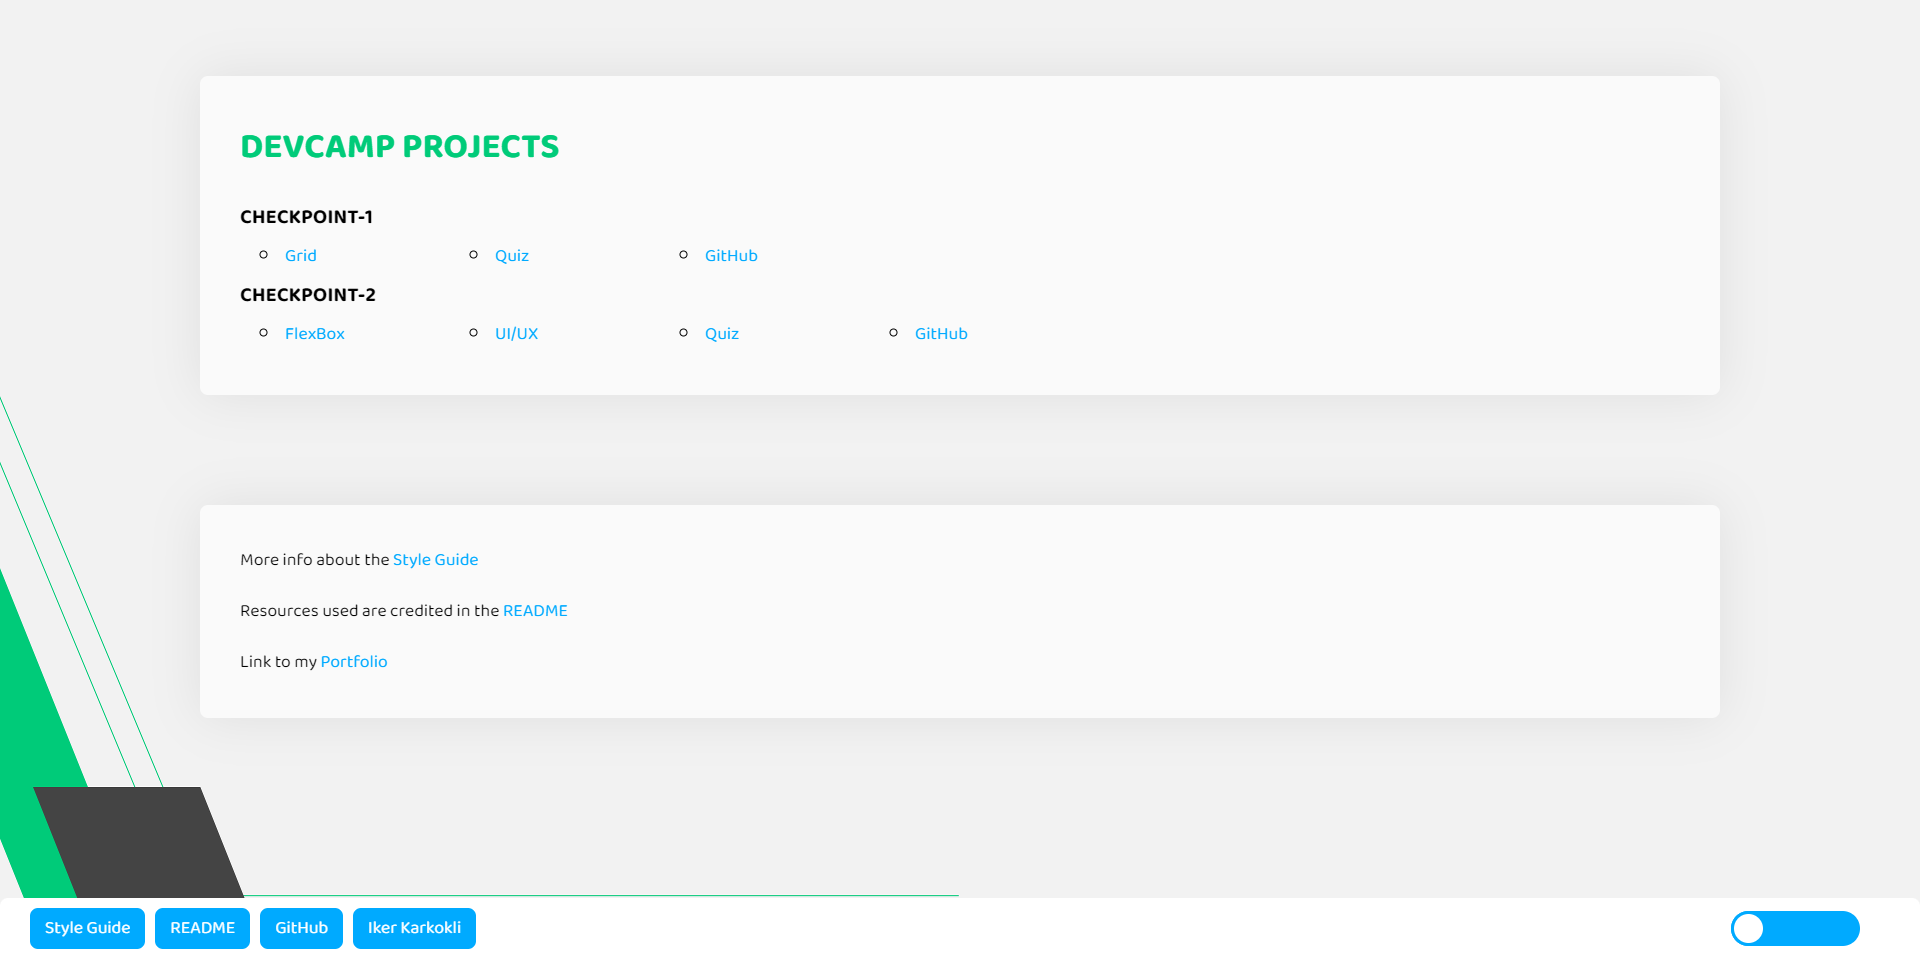 DEVCAMP PROJECTS
CHECKPOINT-1
Grid Quiz GitHub
CHECKPOINT-2
FlexBox UI/UX Quiz GitHub
More info about the Style Guide
Resources used are credited in the README
Link to my Portfolio
Style Guide README GitHub Iker Karkokli